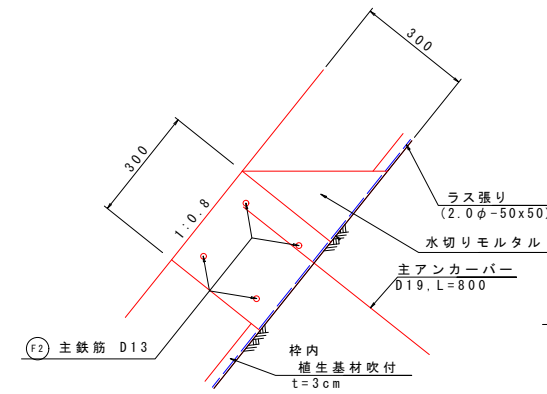 300
300
1:0.8
ラス張り
(2.0φ-50x50)
水切りモルタル
主アンカーバー
D19,L=800
F2 主鉄筋 D13
枠内
植生基材吹付
t=3cm